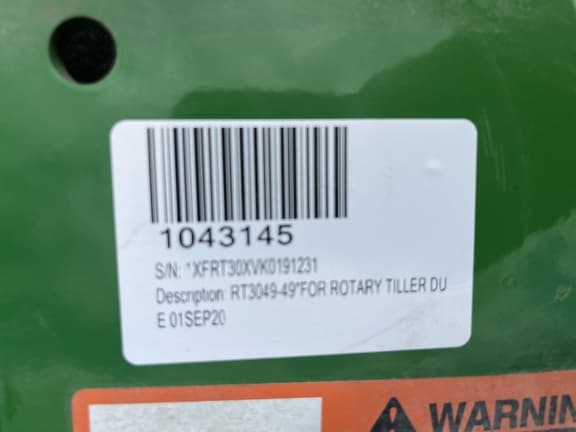 1043145
S/N: *XFRT30XVK0191231
Description: RT3049-49"FOR ROTARY TILLER DU
E 01SEP20
WARNIN